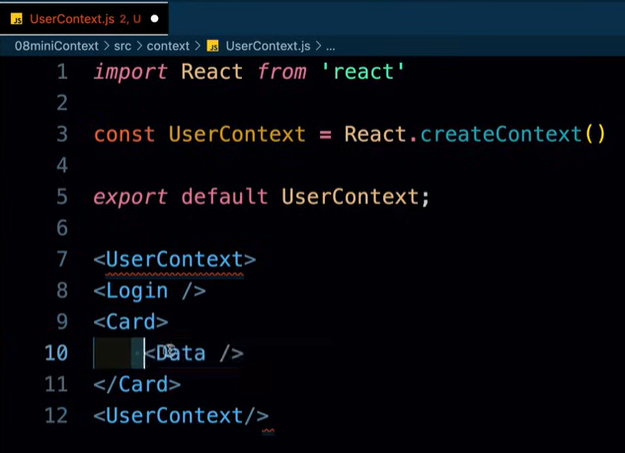 JS UserContext.js 2, U
08miniContext > src > context > JS UserContext.js > ...
1 import React from 'react'
2
3 const UserContext = React.createContext()
4
5 export default UserContext;
6
7 <UserContext>
8 <Login />
9 <Card>
10 <Data />
11 </Card>
12 <UserContext/>